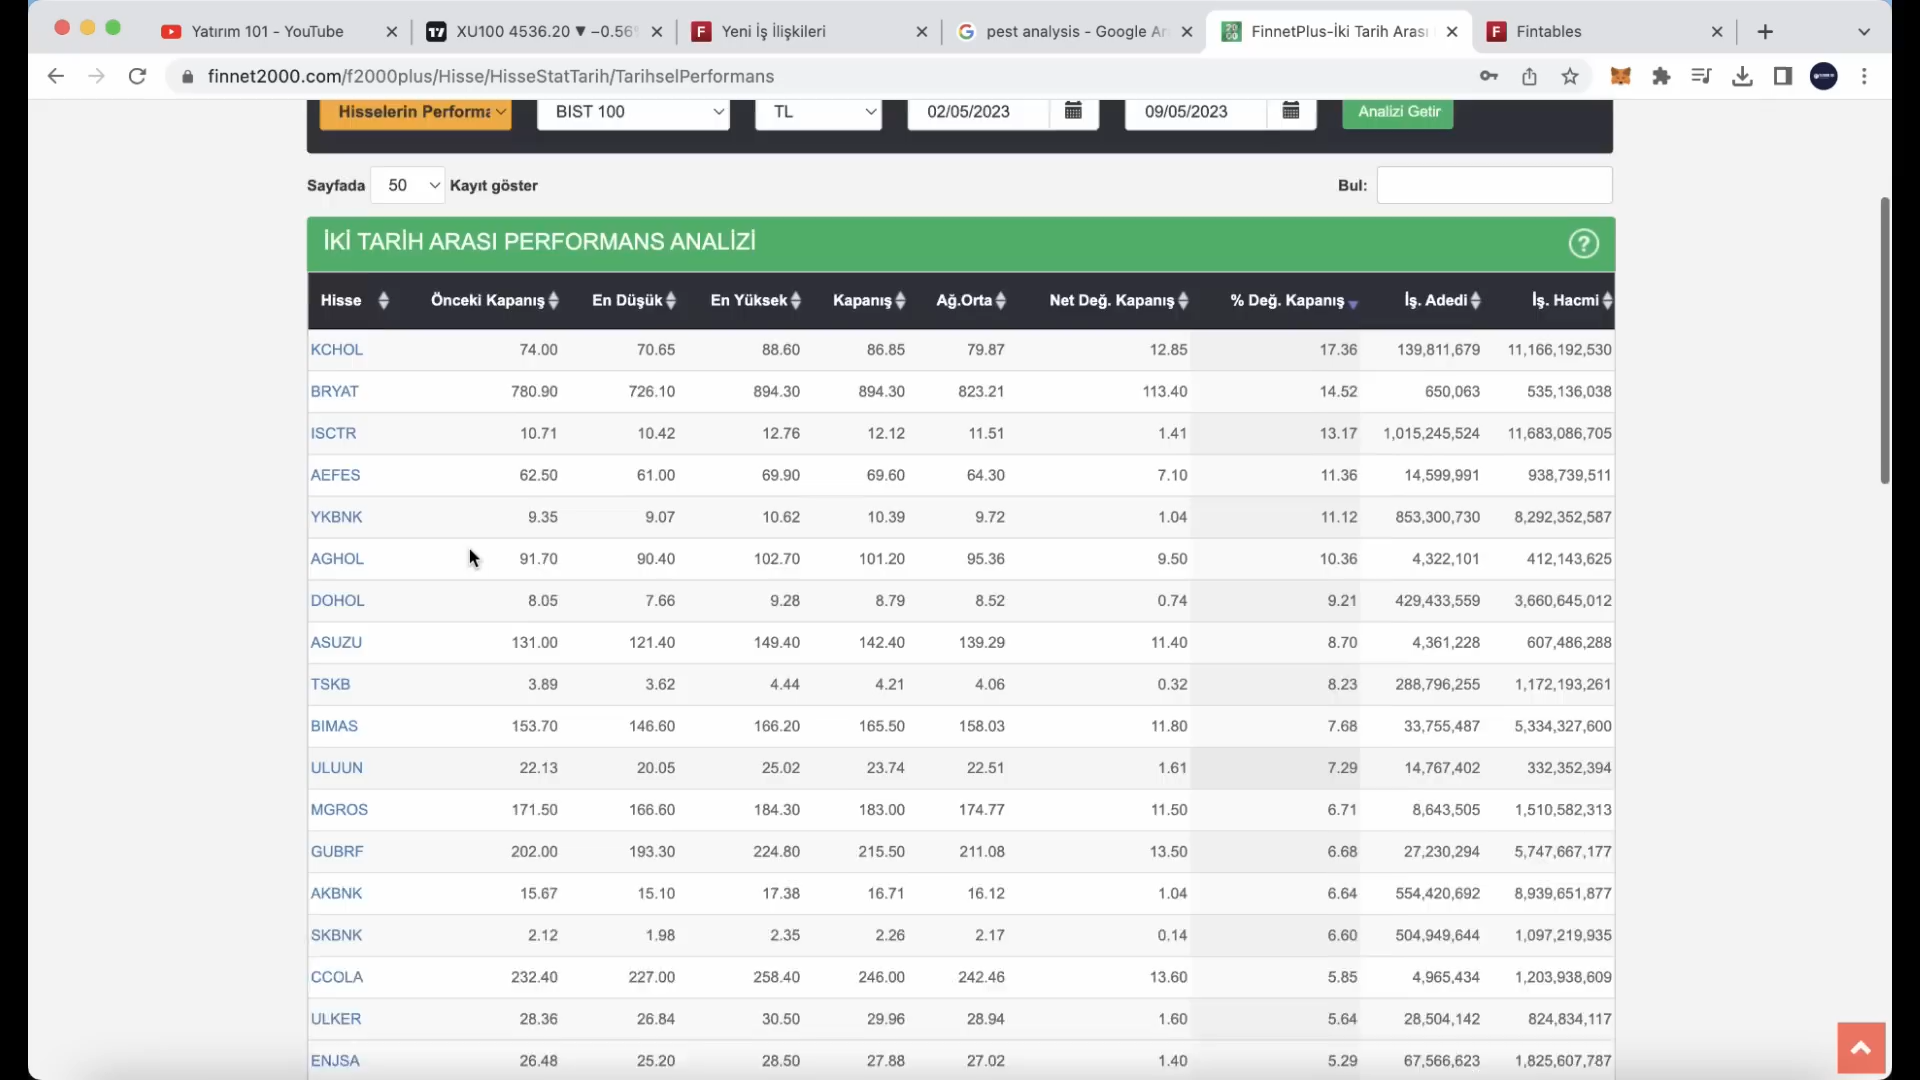 Yatırım 101 - YouTube
XU100 4536.20 ▼ −0.56
Yeni İş İlişkileri
pest analysis - Google Ar
FinnetPlus-İki Tarih Arası
Fintables
finnet2000.com/f2000plus/Hisse/HisseStatTarih/TarihselPerformans
Hisselerin Performa BIST 100 TL 02/05/2023 09/05/2023 Analizi Getir
Sayfada 50 Kayıt göster Bul:
İKİ TARİH ARASI PERFORMANS ANALİZİ ?
Hisse Önceki Kapanış En Düşük En Yüksek Kapanış Ağ.Orta Net Değ. Kapanış % Değ. Kapanış İş. Adedi İş. Hacmi
KCHOL 74.00 70.65 88.60 86.85 79.87 12.85 17.36 139,811,679 11,166,192,530
BRYAT 780.90 726.10 894.30 894.30 823.21 113.40 14.52 650,063 535,136,038
ISCTR 10.71 10.42 12.76 12.12 11.51 1.41 13.17 1,015,245,524 11,683,086,705
AEFES 62.50 61.00 69.90 69.60 64.30 7.10 11.36 14,599,991 938,739,511
YKBNK 9.35 9.07 10.62 10.39 9.72 1.04 11.12 853,300,730 8,292,352,587
AGHOL 91.70 90.40 102.70 101.20 95.36 9.50 10.36 4,322,101 412,143,625
DOHOL 8.05 7.66 9.28 8.79 8.52 0.74 9.21 429,433,559 3,660,645,012
ASUZU 131.00 121.40 149.40 142.40 139.29 11.40 8.70 4,361,228 607,486,288
TSKB 3.89 3.62 4.44 4.21 4.06 0.32 8.23 288,796,255 1,172,193,261
BIMAS 153.70 146.60 166.20 165.50 158.03 11.80 7.68 33,755,487 5,334,327,600
ULUUN 22.13 20.05 25.02 23.74 22.51 1.61 7.29 14,767,402 332,352,394
MGROS 171.50 166.60 184.30 183.00 174.77 11.50 6.71 8,643,505 1,510,582,313
GUBRF 202.00 193.30 224.80 215.50 211.08 13.50 6.68 27,230,294 5,747,667,177
AKBNK 15.67 15.10 17.38 16.71 16.12 1.04 6.64 554,420,692 8,939,651,877
SKBNK 2.12 1.98 2.35 2.26 2.17 0.14 6.60 504,949,644 1,097,219,935
CCOLA 232.40 227.00 258.40 246.00 242.46 13.60 5.85 4,965,434 1,203,938,609
ULKER 28.36 26.84 30.50 29.96 28.94 1.60 5.64 28,504,142 824,834,117
ENJSA 26.48 25.20 28.50 27.88 27.02 1.40 5.29 67,566,623 1,825,607,787